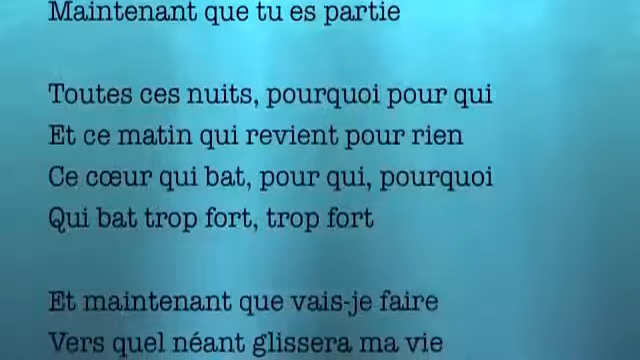 Maintenant que tu es partie
Toutes ces nuits, pourquoi pour qui
Et ce matin qui revient pour rien
Ce cœur qui bat, pour qui, pourquoi
Qui bat trop fort, trop fort
Et maintenant que vais-je faire
Vers quel néant glissera ma vie